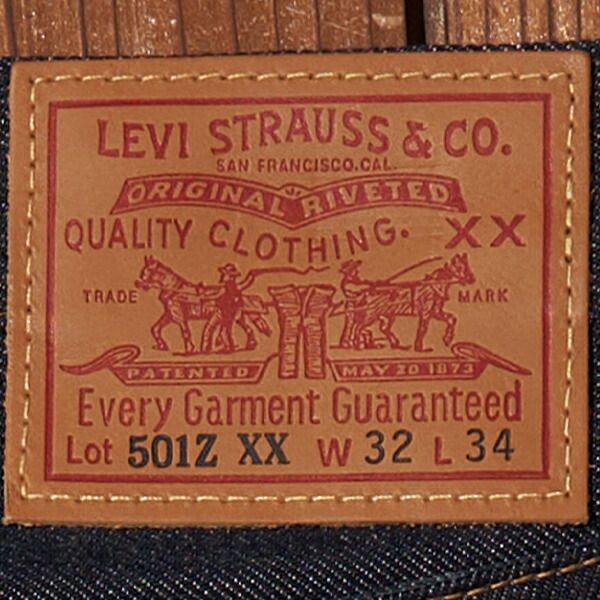 LEVI STRAUSS & CO.
SAN FRANCISCO.CAL.
ORIGINAL RIVETED
QUALITY CLOTHING. XX
TRADE MARK
PATENTED MAY 20 1873
Every Garment Guaranteed
Lot 501Z XX W 32 L 34